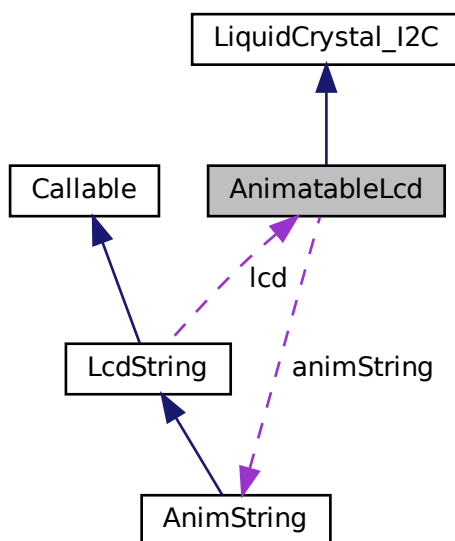 LiquidCrystal_I2C
Callable
AnimatableLcd
lcd
LcdString
animString
AnimString